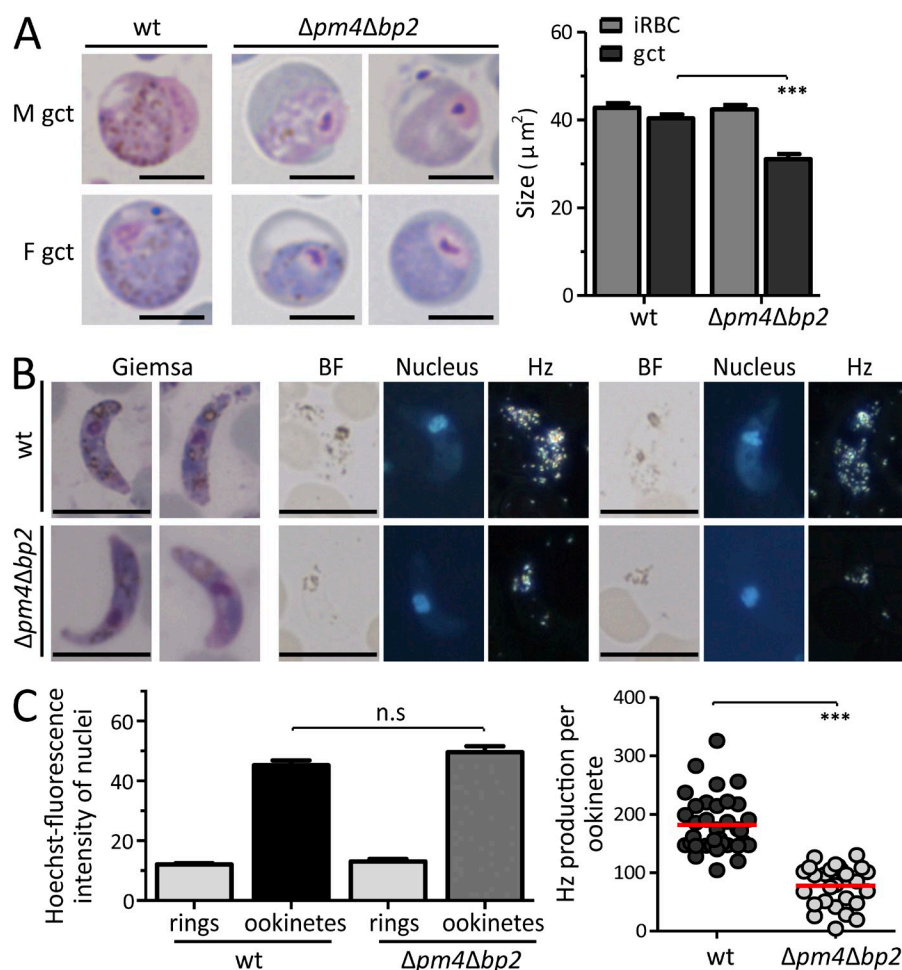 A
wt
Δpm4Δbp2
M gct
F gct
60
40
20
0
Size (μm²)
iRBC
gct
***
wt
Δpm4Δbp2
B
Giemsa
BF
Nucleus
Hz
BF
Nucleus
Hz
wt
Δpm4Δbp2
C
Hoechst-fluorescence
intensity of nuclei
60
40
20
0
n.s
rings
ookinetes
rings
ookinetes
wt
Δpm4Δbp2
Hz production per
ookinete
400
300
200
100
0
***
wt
Δpm4Δbp2